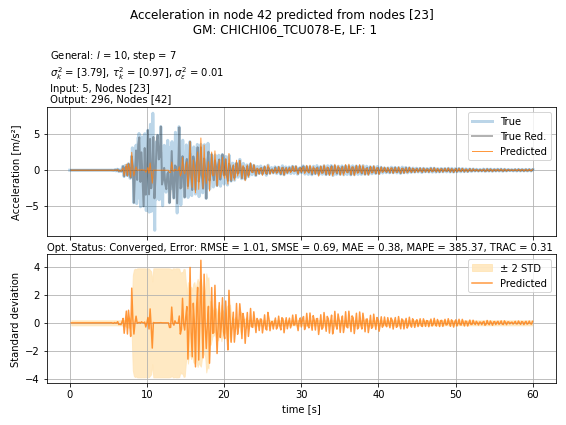 Acceleration in node 42 predicted from nodes [23]
GM: CHICHI06_TCU078-E, LF: 1
General: l = 10, step = 7
σ²ₖ = [3.79], τ²ₖ = [0.97], σ²ε = 0.01
Input: 5, Nodes [23]
Output: 296, Nodes [42]
Acceleration [m/s²]
5
0
−5
True
True Red.
Predicted
Opt. Status: Converged, Error: RMSE = 1.01, SMSE = 0.69, MAE = 0.38, MAPE = 385.37, TRAC = 0.31
Standard deviation
4
2
0
−2
−4
± 2 STD
Predicted
0 10 20 30 40 50 60
time [s]